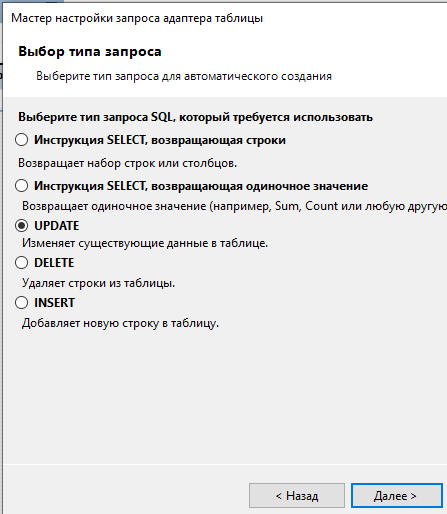 Мастер настройки запроса адаптера таблицы
Выбор типа запроса
Выберите тип запроса для автоматического создания
Выберите тип запроса SQL, который требуется использовать
Инструкция SELECT, возвращающая строки
Возвращает набор строк или столбцов.
Инструкция SELECT, возвращающая одиночное значение
Возвращает одиночное значение (например, Sum, Count или любую другую
UPDATE
Изменяет существующие данные в таблице.
DELETE
Удаляет строки из таблицы.
INSERT
Добавляет новую строку в таблицу.
< Назад
Далее >